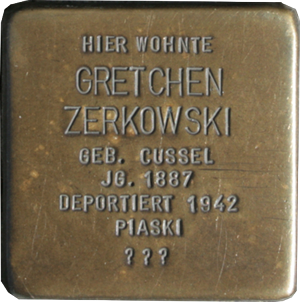 HIER WOHNTE
GRETCHEN
ZERKOWSKI
GEB. CUSSEL
JG. 1887
DEPORTIERT 1942
PIASKI
???